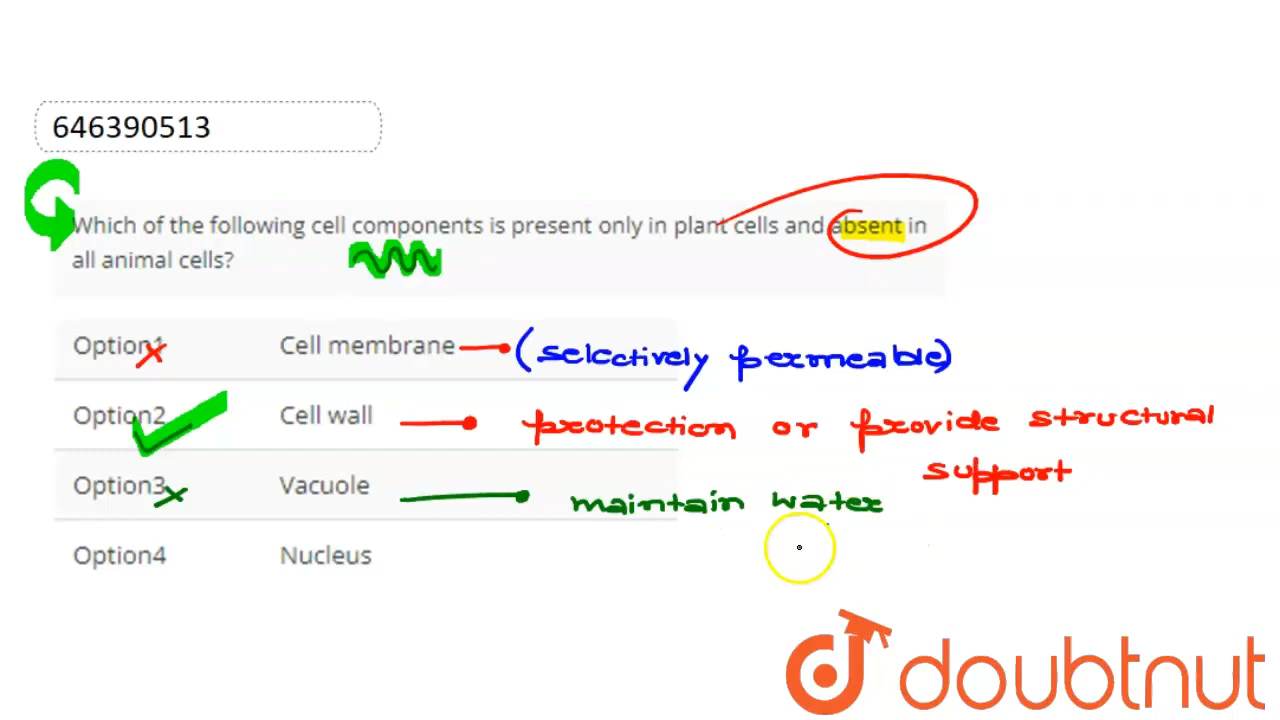 646390513
Which of the following cell components is present only in plant cells and absent in
all animal cells?
Option1 Cell membrane (selectively permeable)
Option2 Cell wall protection or provide structural
support
Option3 Vacuole maintain water
Option4 Nucleus
doubtnut